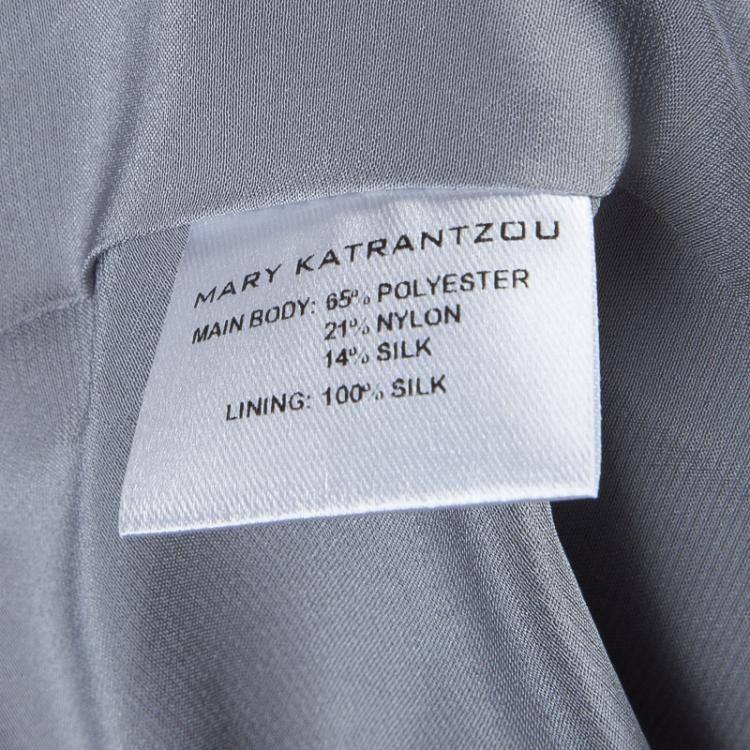 MARY KATRANTZOU
MAIN BODY: 65% POLYESTER
21% NYLON
14% SILK
LINING: 100% SILK